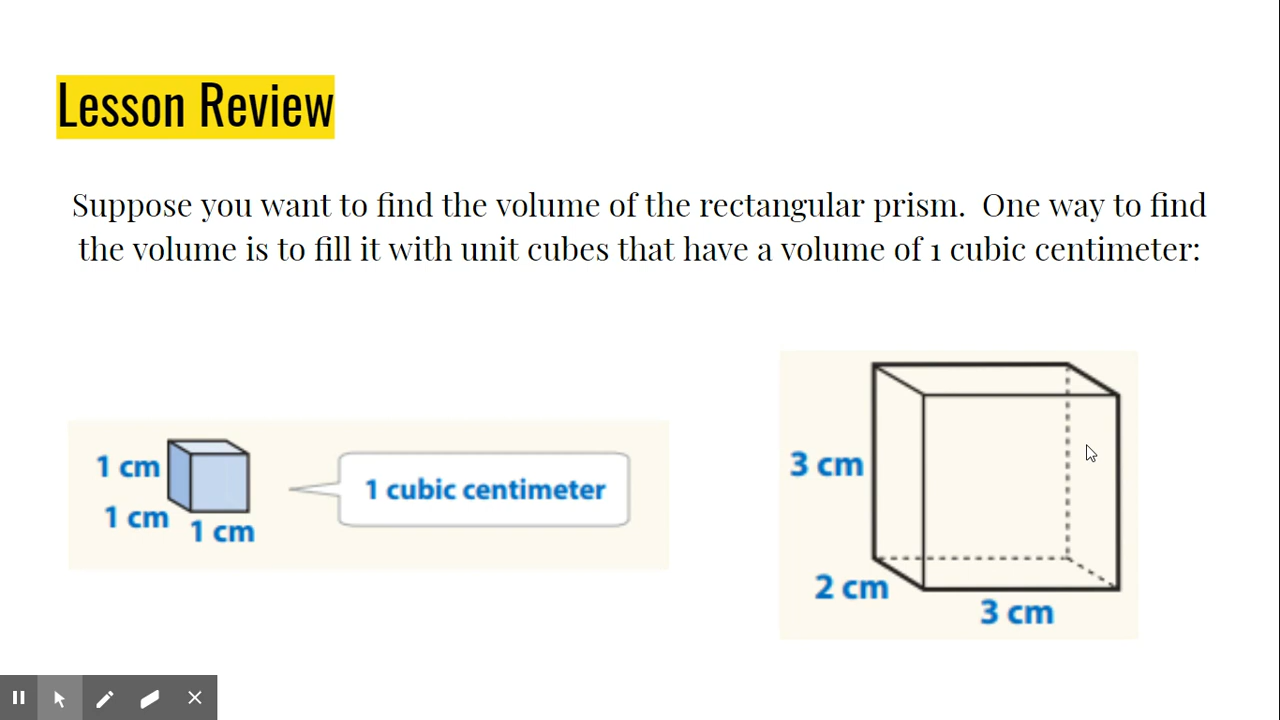 Lesson Review
Suppose you want to find the volume of the rectangular prism.  One way to find
the volume is to fill it with unit cubes that have a volume of 1 cubic centimeter:
1 cm
1 cm
1 cm
1 cubic centimeter
3 cm
2 cm
3 cm